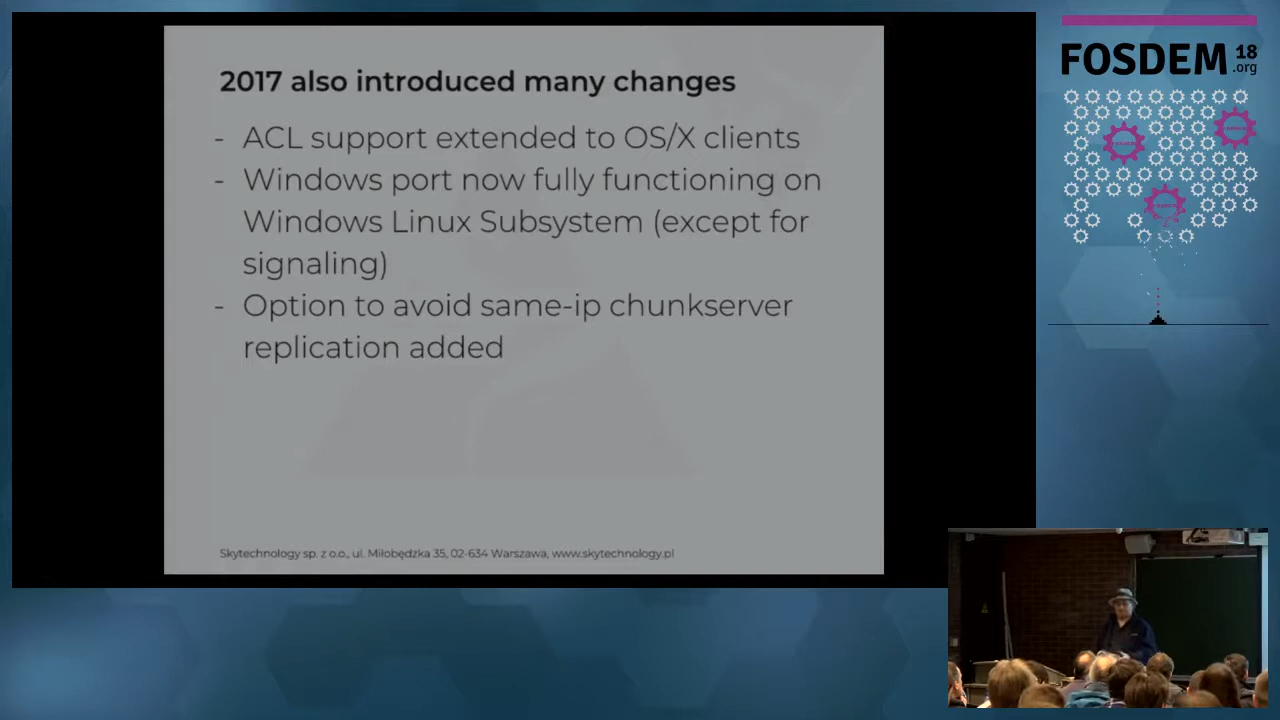 2017 also introduced many changes
- ACL support extended to OS/X clients
- Windows port now fully functioning on
Windows Linux Subsystem (except for
signaling)
- Option to avoid same-ip chunkserver
replication added
Skytechnology sp. z o.o., ul. Miłobędzka 35, 02-634 Warszawa, www.skytechnology.pl
FOSDEM 18
.org